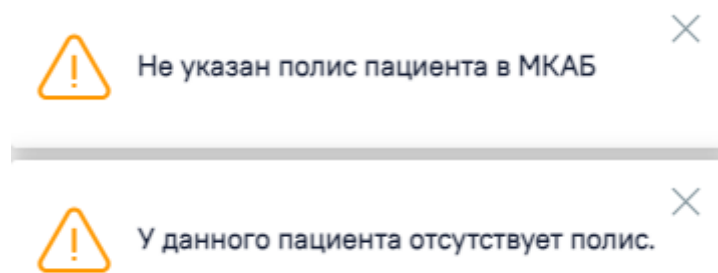 Не указан полис пациента в МКАБ
У данного пациента отсутствует полис.